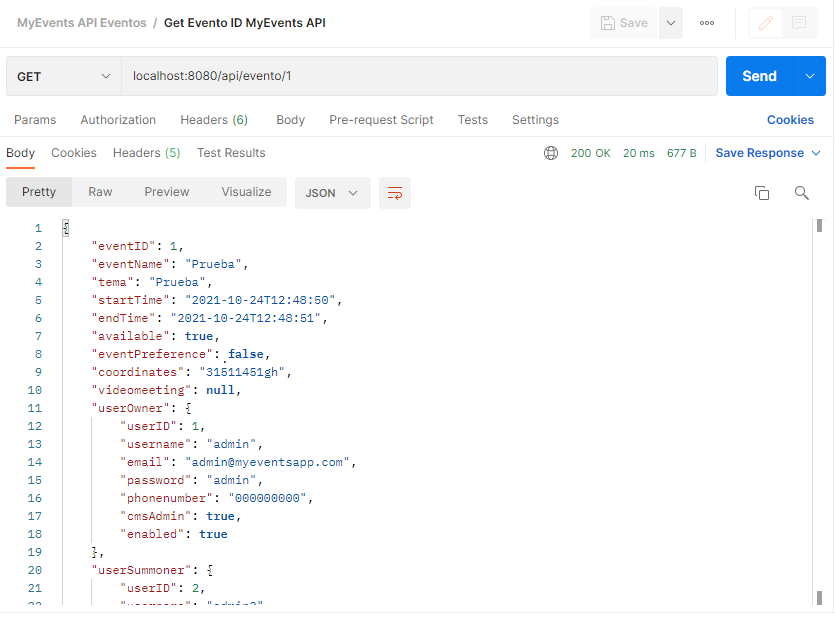 MyEvents API Eventos / Get Evento ID MyEvents API
Save
GET
localhost:8080/api/evento/1
Send
Params Authorization Headers (6) Body Pre-request Script Tests Settings Cookies
Body Cookies Headers (5) Test Results 200 OK 20 ms 677 B Save Response
Pretty Raw Preview Visualize JSON
1 {
2 "eventID": 1,
3 "eventName": "Prueba",
4 "tema": "Prueba",
5 "startTime": "2021-10-24T12:48:50",
6 "endTime": "2021-10-24T12:48:51",
7 "available": true,
8 "eventPreference": false,
9 "coordinates": "31511451gh",
10 "videomeeting": null,
11 "userOwner": {
12 "userID": 1,
13 "username": "admin",
14 "email": "admin@myeventsapp.com",
15 "password": "admin",
16 "phonenumber": "000000000",
17 "cmsAdmin": true,
18 "enabled": true
19 },
20 "userSummoner": {
21 "userID": 2,